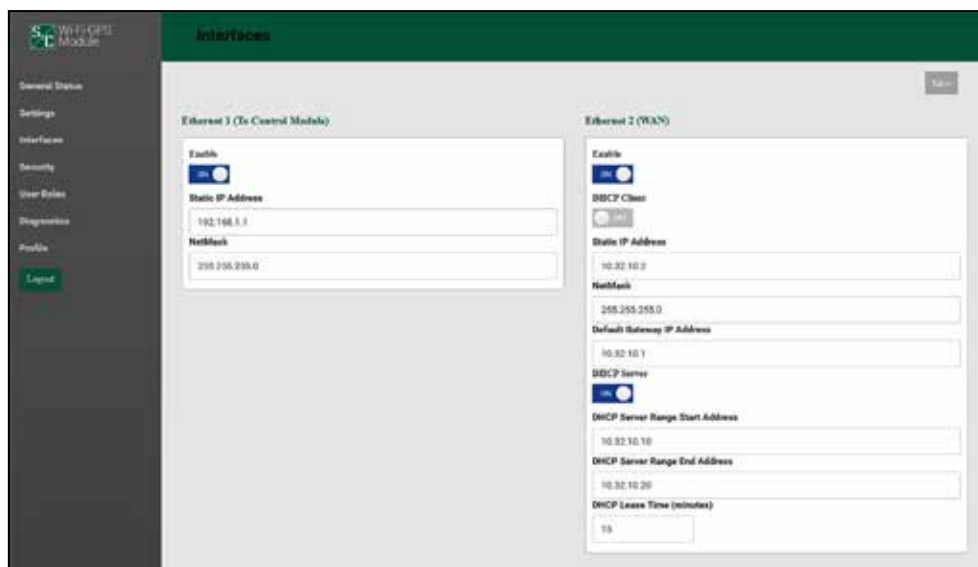 S&C Wi-Fi/GPS
Module
Interfaces
General Status
Settings
Interfaces
Security
User Roles
Diagnostics
Profile
Logout
Save
Ethernet 1 (To Control Module)
Enable
ON
Static IP Address
192.168.1.1
NetMask
255.255.255.0
Ethernet 2 (WAN)
Enable
ON
DHCP Client
OFF
Static IP Address
10.32.10.2
NetMask
255.255.255.0
Default Gateway IP Address
10.32.10.1
DHCP Server
ON
DHCP Server Range Start Address
10.32.10.10
DHCP Server Range End Address
10.32.10.20
DHCP Lease Time (minutes)
15